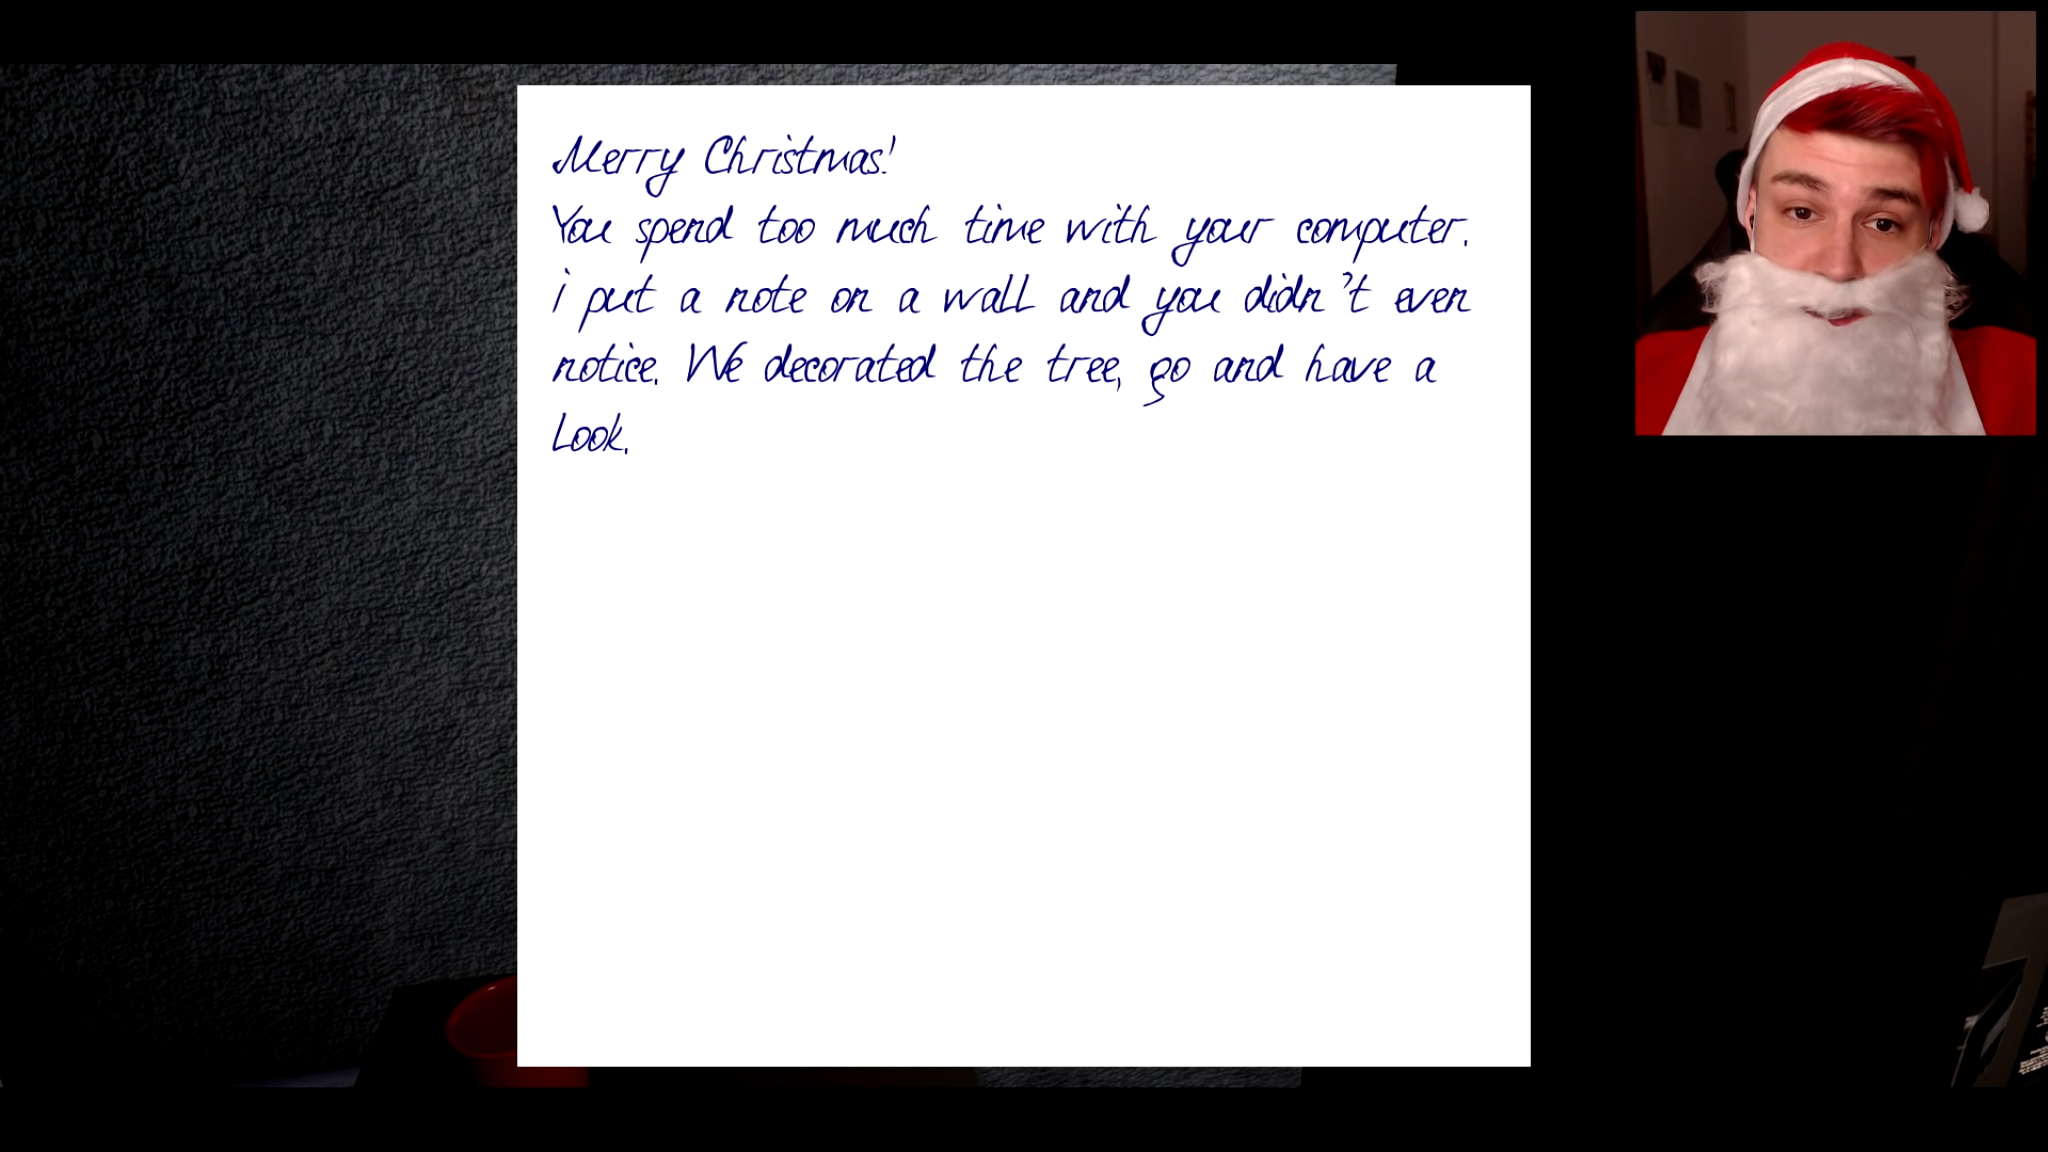 Merry Christmas!
You spend too much time with your computer.
i put a note on a wall and you didn't even
notice. We decorated the tree, go and have a
Look.